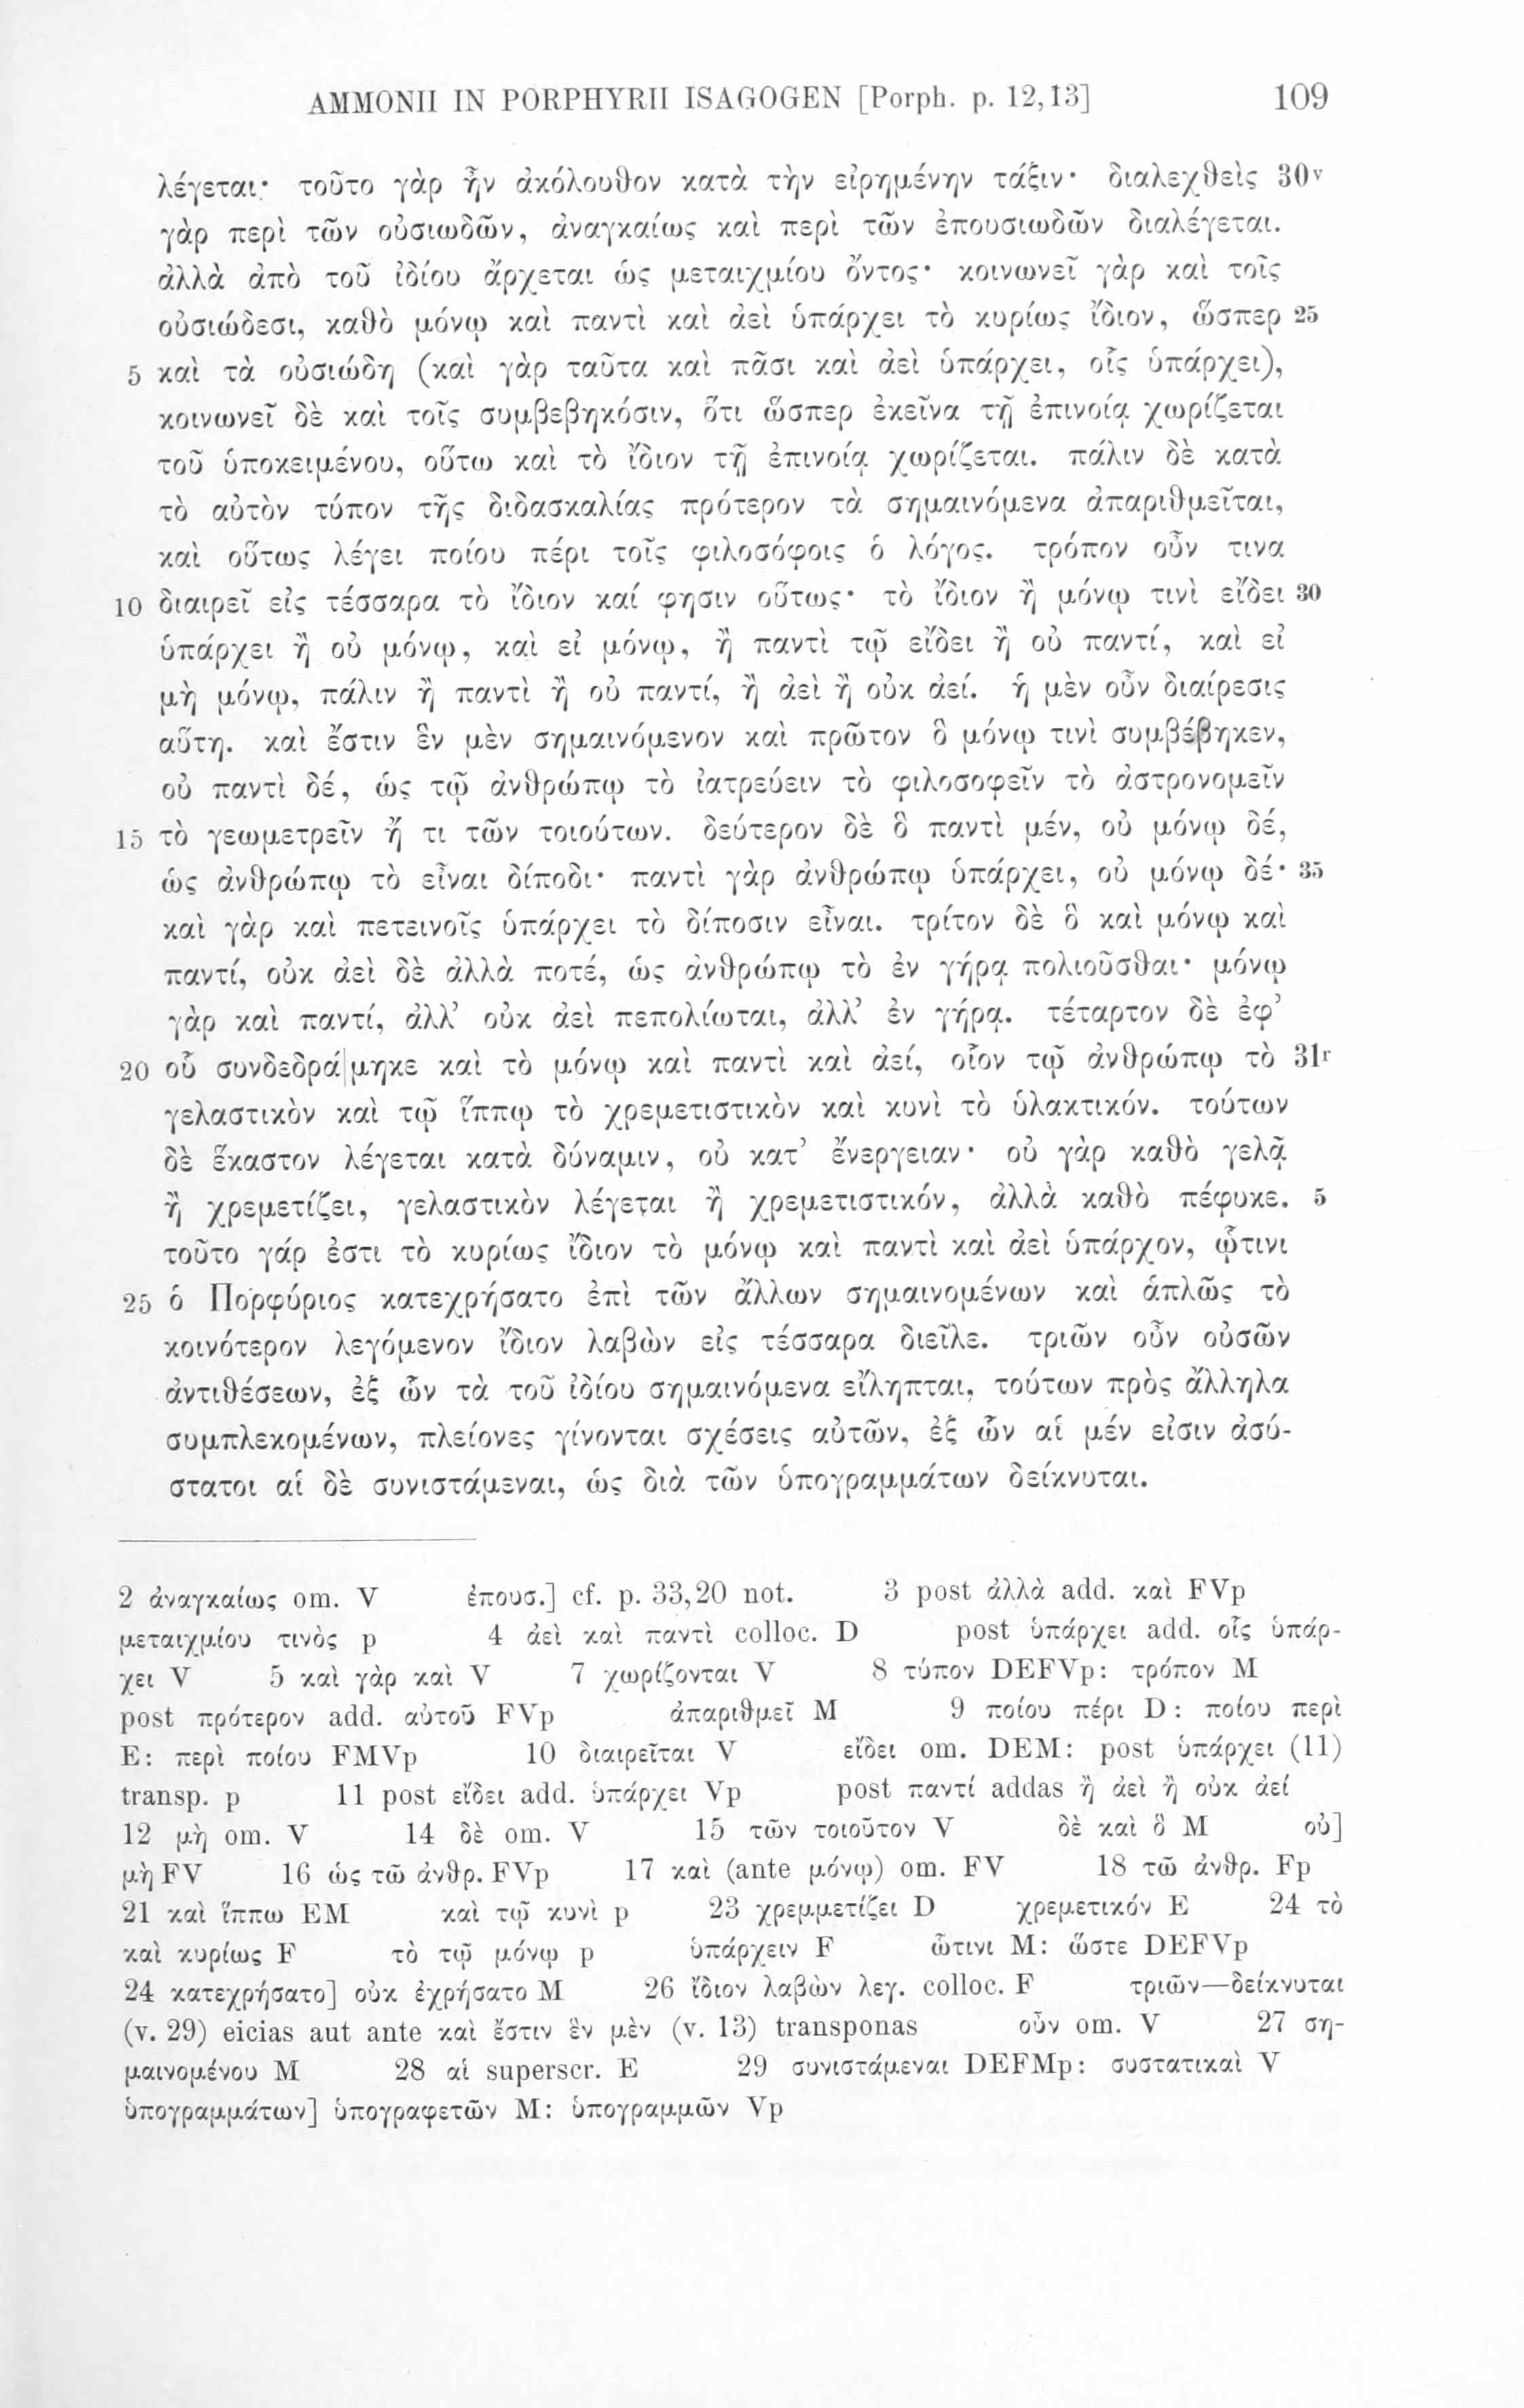 AMMONII IN PORPHYRII ISAGOGEN [Porph. p. 12,13] 109
λέγεται· τοῦτο γὰρ ἦν ἀκόλουθον κατὰ τὴν εἰρημένην τάξιν· διαλεχθεὶς 30v
γὰρ περὶ τῶν οὐσιωδῶν, ἀναγκαίως καὶ περὶ τῶν ἐπουσιωδῶν διαλέγεται.
ἀλλὰ ἀπὸ τοῦ ἰδίου ἄρχεται ὡς μεταιχμίου ὄντος· κοινωνεῖ γὰρ καὶ τοῖς
οὐσιώδεσι, καθὸ μόνῳ καὶ παντὶ καὶ ἀεὶ ὑπάρχει τὸ κυρίως ἴδιον, ὥσπερ 25
5 καὶ τὰ οὐσιώδη (καὶ γὰρ ταῦτα καὶ πᾶσι καὶ ἀεὶ ὑπάρχει, οἷς ὑπάρχει),
κοινωνεῖ δὲ καὶ τοῖς συμβεβηκόσιν, ὅτι ὥσπερ ἐκεῖνα τῇ ἐπινοίᾳ χωρίζεται
τοῦ ὑποκειμένου, οὕτω καὶ τὸ ἴδιον τῇ ἐπινοίᾳ χωρίζεται. πάλιν δὲ κατὰ
τὸ αὐτὸν τύπον τῆς διδασκαλίας πρότερον τὰ σημαινόμενα ἀπαριθμεῖται,
καὶ οὕτως λέγει ποίου πέρι τοῖς φιλοσόφοις ὁ λόγος. τρόπον οὖν τινα
10 διαιρεῖ εἰς τέσσαρα τὸ ἴδιον καί φησιν οὕτως· τὸ ἴδιον ἢ μόνῳ τινὶ εἴδει 30
ὑπάρχει ἢ οὐ μόνῳ, καὶ εἰ μόνῳ, ἢ παντὶ τῷ εἴδει ἢ οὐ παντί, καὶ εἰ
μὴ μόνῳ, πάλιν ἢ παντὶ ἢ οὐ παντί, ἢ ἀεὶ ἢ οὐκ ἀεί. ἡ μὲν οὖν διαίρεσις
αὕτη. καὶ ἔστιν ἓν μὲν σημαινόμενον καὶ πρῶτον ὃ μόνῳ τινὶ συμβέβηκεν,
οὐ παντὶ δέ, ὡς τῷ ἀνθρώπῳ τὸ ἰατρεύειν τὸ φιλοσοφεῖν τὸ ἀστρονομεῖν
15 τὸ γεωμετρεῖν ἤ τι τῶν τοιούτων. δεύτερον δὲ ὃ παντὶ μέν, οὐ μόνῳ δέ,
ὡς ἀνθρώπῳ τὸ εἶναι δίποδι· παντὶ γὰρ ἀνθρώπῳ ὑπάρχει, οὐ μόνῳ δέ· 35
καὶ γὰρ καὶ πετεινοῖς ὑπάρχει τὸ δίποσιν εἶναι. τρίτον δὲ ὃ καὶ μόνῳ καὶ
παντί, οὐκ ἀεὶ δὲ ἀλλὰ ποτέ, ὡς ἀνθρώπῳ τὸ ἐν γήρᾳ πολιοῦσθαι· μόνῳ
γὰρ καὶ παντί, ἀλλ’ οὐκ ἀεὶ πεπολίωται, ἀλλ’ ἐν γήρᾳ. τέταρτον δὲ ἐφ’
20 οὗ συνδεδρά|μηκε καὶ τὸ μόνῳ καὶ παντὶ καὶ ἀεί, οἷον τῷ ἀνθρώπῳ τὸ 31r
γελαστικὸν καὶ τῷ ἵππῳ τὸ χρεμετιστικὸν καὶ κυνὶ τὸ ὑλακτικόν. τούτων
δὲ ἕκαστον λέγεται κατὰ δύναμιν, οὐ κατ’ ἔνεργειαν· οὐ γὰρ καθὸ γελᾷ
ἢ χρεμετίζει, γελαστικὸν λέγεται ἢ χρεμετιστικόν, ἀλλὰ καθὸ πέφυκε. 5
τοῦτο γάρ ἐστι τὸ κυρίως ἴδιον τὸ μόνῳ καὶ παντὶ καὶ ἀεὶ ὑπάρχον, ᾧτινι
25 ὁ Πορφύριος κατεχρήσατο ἐπὶ τῶν ἄλλων σημαινομένων καὶ ἁπλῶς τὸ
κοινότερον λεγόμενον ἴδιον λαβὼν εἰς τέσσαρα διεῖλε. τριῶν οὖν οὐσῶν
ἀντιθέσεων, ἐξ ὧν τὰ τοῦ ἰδίου σημαινόμενα εἴληπται, τούτων πρὸς ἄλληλα
συμπλεκομένων, πλείονες γίνονται σχέσεις αὐτῶν, ἐξ ὧν αἱ μέν εἰσιν ἀσύ-
στατοι αἱ δὲ συνιστάμεναι, ὡς διὰ τῶν ὑπογραμμάτων δείκνυται.
2 ἀναγκαίως om. V ἐπουσ.] cf. p. 33,20 not. 3 post ἀλλὰ add. καὶ FVp
μεταιχμίου τινὸς p 4 ἀεὶ καὶ παντὶ colloc. D post ὑπάρχει add. οἷς ὑπάρ-
χει V 5 καὶ γὰρ καὶ V 7 χωρίζονται V 8 τύπον DEFVp: τρόπον M
post πρότερον add. αὐτοῦ FVp ἀπαριθμεῖ M 9 ποίου πέρι D: ποίου περὶ
E: περὶ ποίου FMVp 10 διαιρεῖται V εἴδει om. DEM: post ὑπάρχει (11)
transp. p 11 post εἴδει add. ὑπάρχει Vp post παντί addas ἢ ἀεὶ ἢ οὐκ ἀεί
12 μὴ om. V 14 δὲ om. V 15 τῶν τοιοῦτον V δὲ καὶ ὃ M οὐ]
μὴ FV 16 ὡς τῶ ἀνθρ. FVp 17 καὶ (ante μόνῳ) om. FV 18 τῶ ἀνθρ. Fp
21 καὶ ἵππω EM καὶ τῷ κυνὶ p 23 χρεμμετίζει D χρεμετικόν E 24 τὸ
καὶ κυρίως F τὸ τῷ μόνῳ p ὑπάρχειν F ὧτινι M: ὥστε DEFVp
24 κατεχρήσατο] οὐκ ἐχρήσατο M 26 ἴδιον λαβὼν λεγ. colloc. F τριῶν—δείκνυται
(v. 29) eicias aut ante καὶ ἔστιν ἓν μὲν (v. 13) transponas οὖν om. V 27 ση-
μαινομένου M 28 αἱ superscr. E 29 συνιστάμεναι DEFMp: συστατικαὶ V
ὑπογραμμάτων] ὑπογραφετῶν M: ὑπογραμμῶν Vp